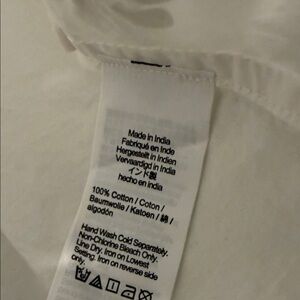 Made in India
Fabriqué en Inde
Hergestellt in Indien
Vervaardigd in India
インド製
hecho en india
100% Cotton / Coton /
Baumwolle / Katoen / 綿 /
algodón
Hand Wash Cold Separately.
Non-Chlorine Bleach Only.
Line Dry. Iron on Lowest
Setting. Iron on reverse side
only.